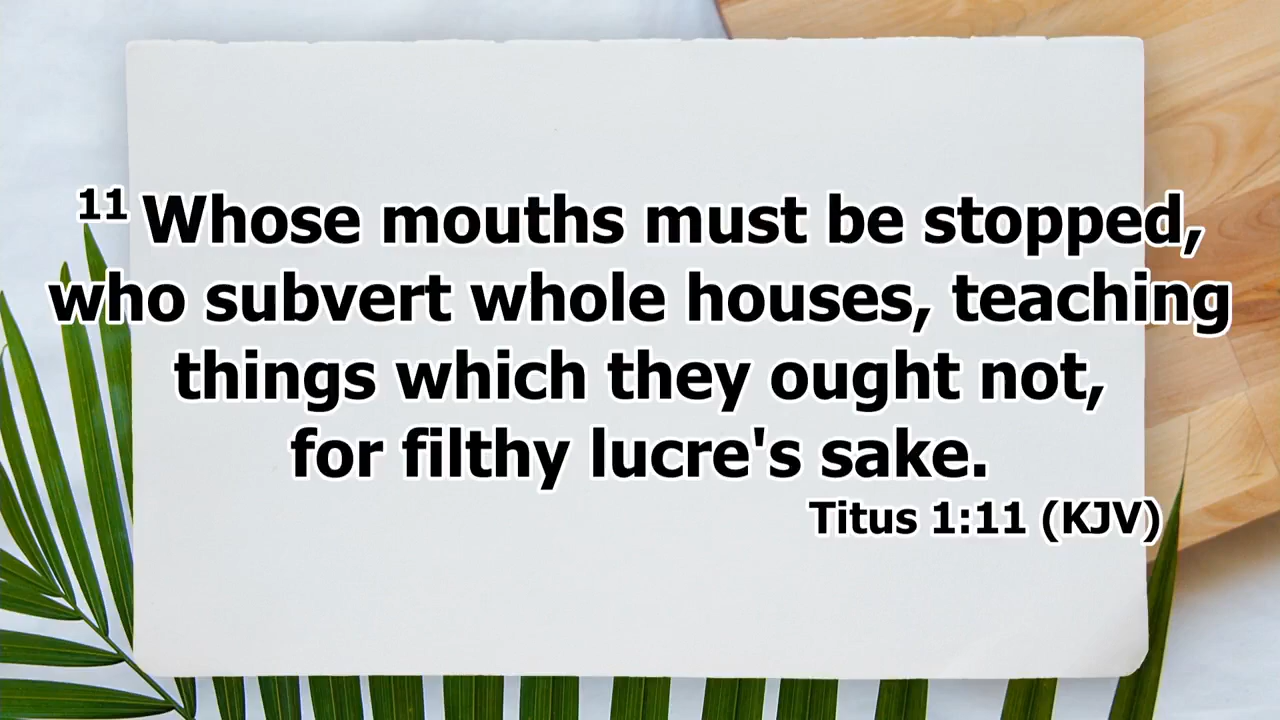 11 Whose mouths must be stopped,
who subvert whole houses, teaching
things which they ought not,
for filthy lucre's sake.
Titus 1:11 (KJV)